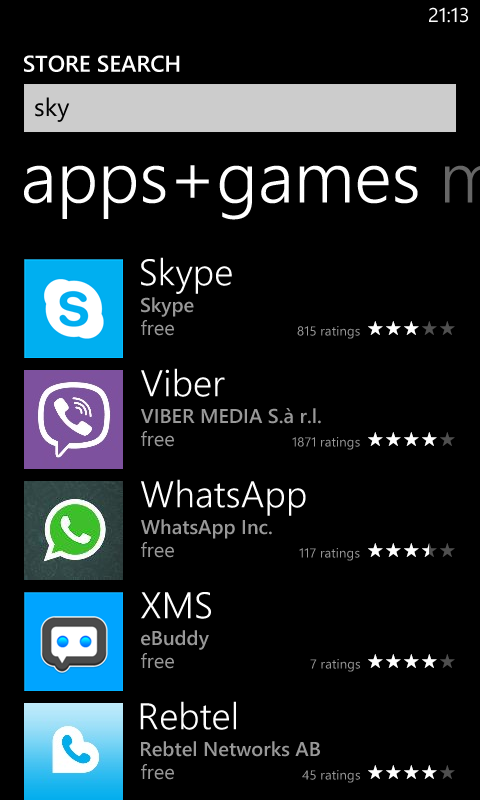 21:13
STORE SEARCH
sky
apps+games m
Skype
Skype
free 815 ratings
Viber
VIBER MEDIA S.à r.l.
free 1871 ratings
WhatsApp
WhatsApp Inc.
free 117 ratings
XMS
eBuddy
free 7 ratings
Rebtel
Rebtel Networks AB
free 45 ratings